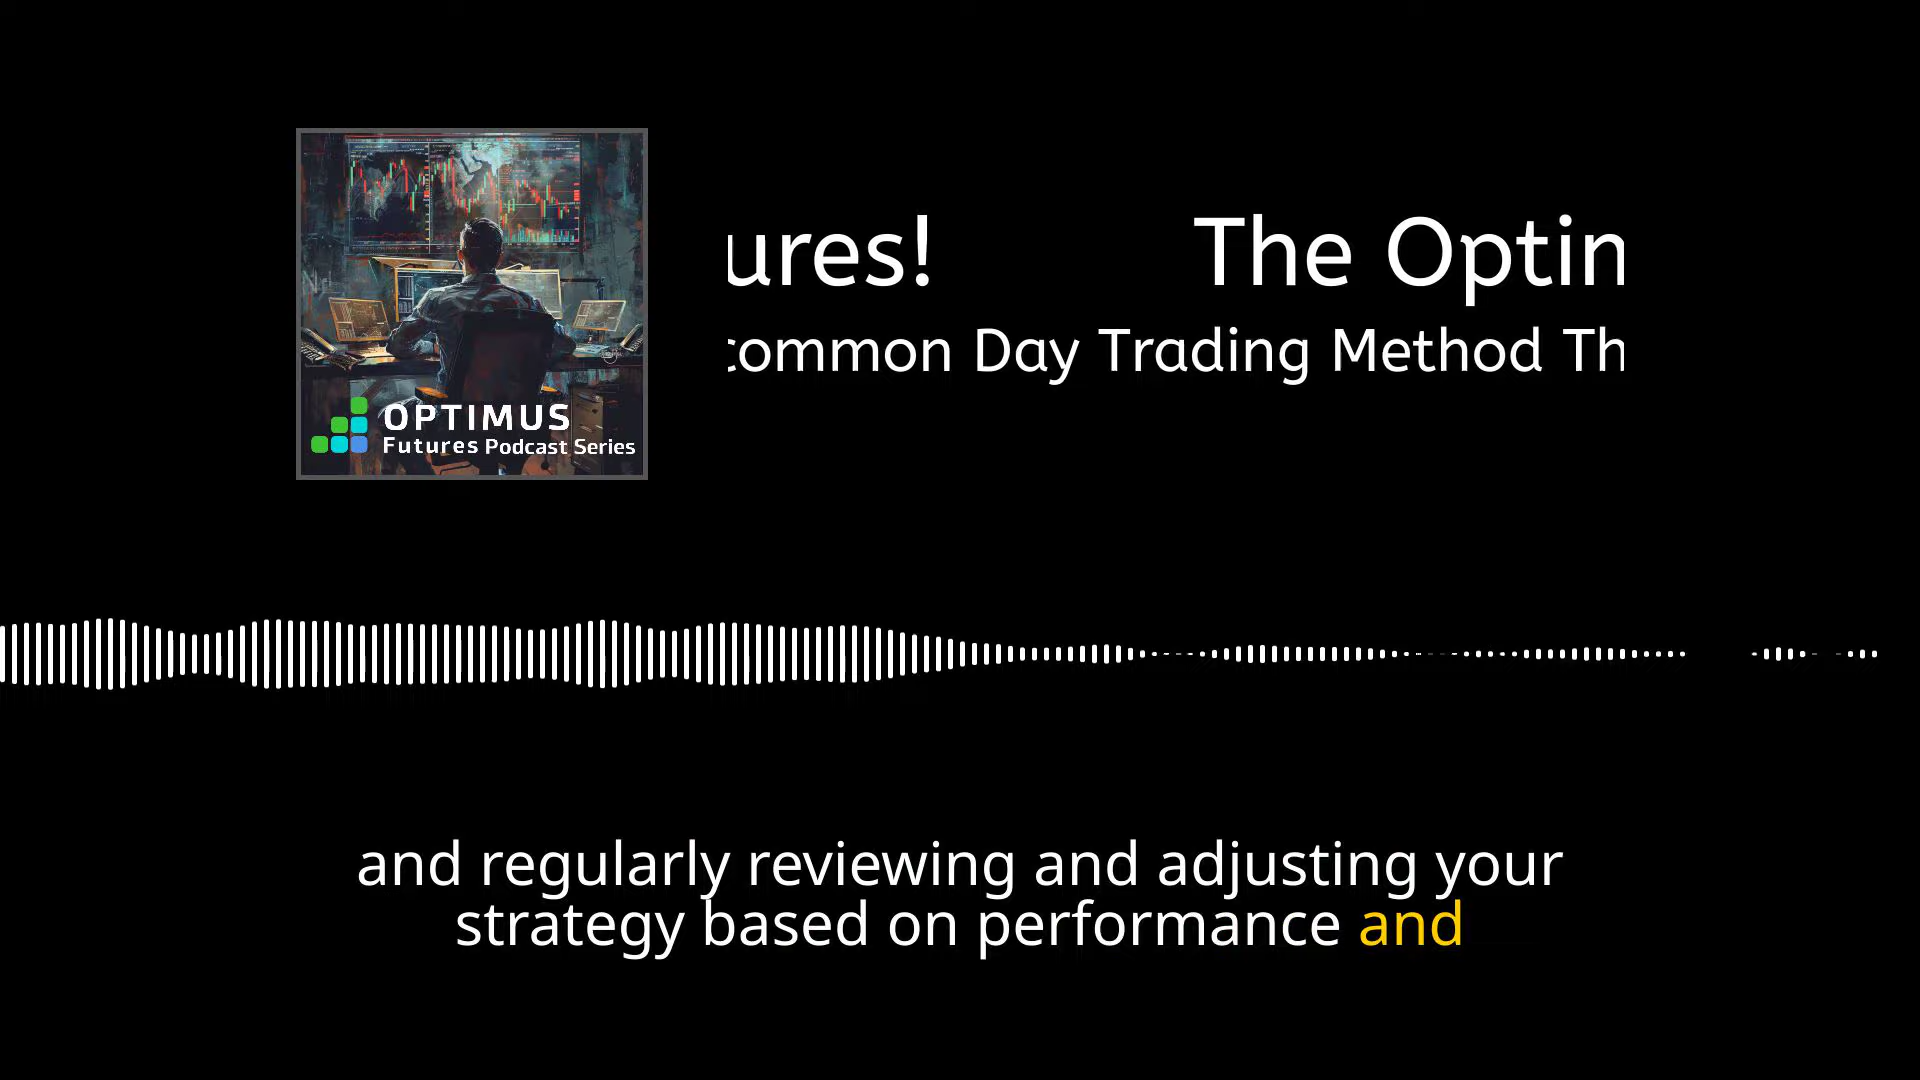 OPTIMUS
Futures Podcast Series
ures! The Optim
common Day Trading Method Th
and regularly reviewing and adjusting your
strategy based on performance and